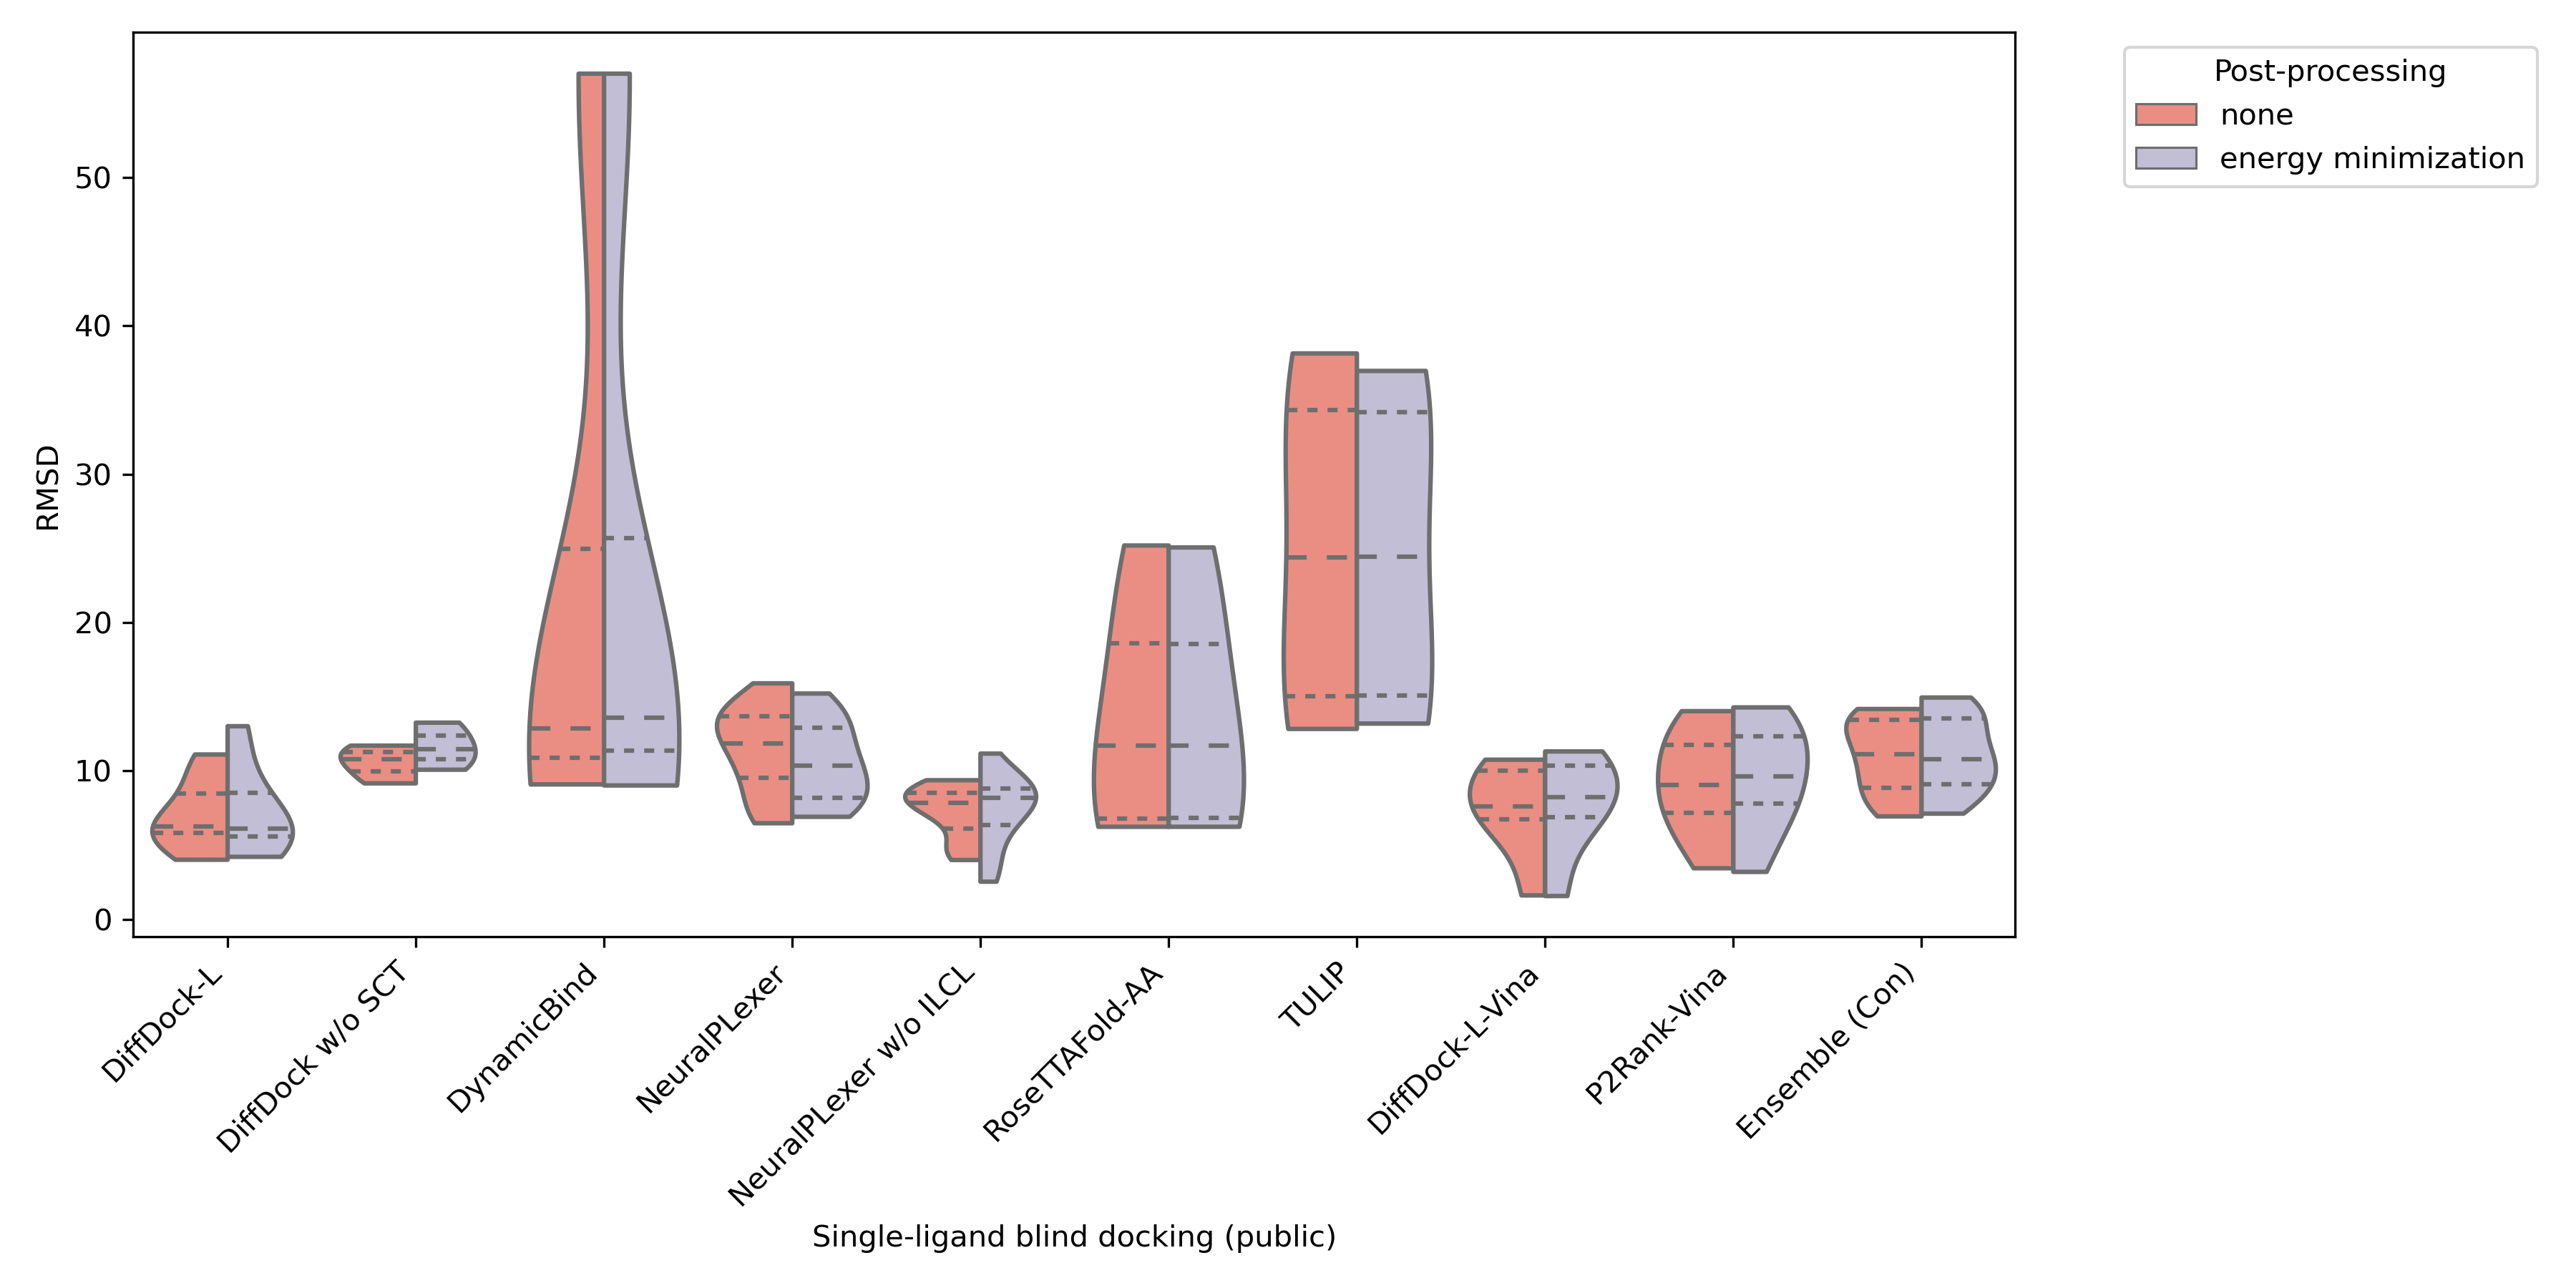 Post-processing
none
energy minimization
RMSD
50
40
30
20
10
0
DiffDock-L
DiffDock w/o SCT
DynamicBind
NeuralPLexer
NeuralPLexer w/o ILCL
RoseTTAFold-AA
TULIP
DiffDock-L-Vina
P2Rank-Vina
Ensemble (Con)
Single-ligand blind docking (public)